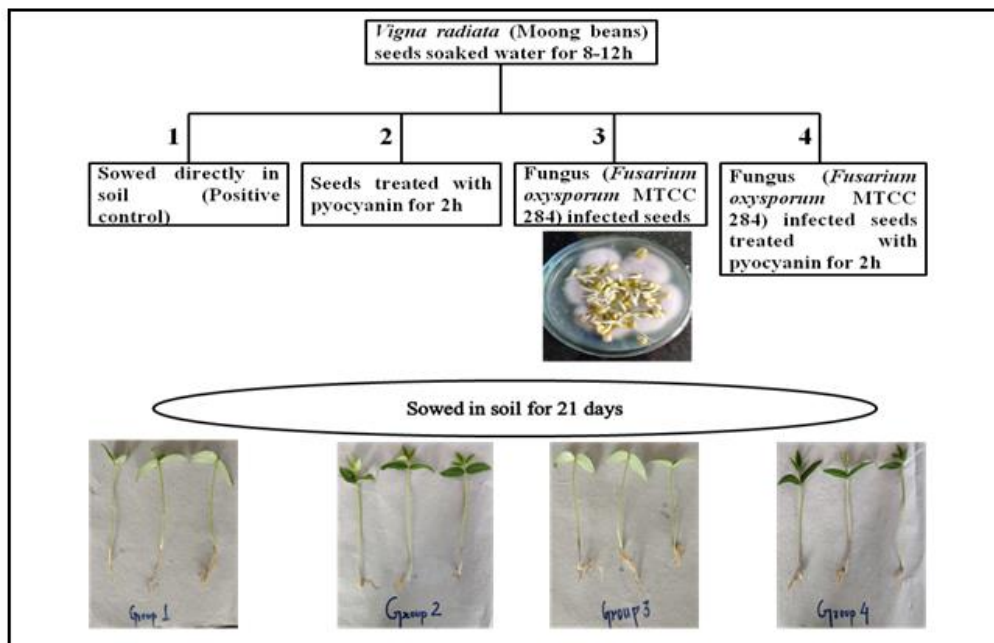 Vigna radiata (Moong beans)
seeds soaked water for 8-12h
1
Sowed directly in
soil (Positive
control)
2
Seeds treated with
pyocyanin for 2h
3
Fungus (Fusarium
oxysporum MTCC
284) infected seeds
4
Fungus (Fusarium
oxysporum MTCC
284) infected seeds
treated with
pyocyanin for 2h
Sowed in soil for 21 days
Group 1
Group 2
Group 3
Group 4